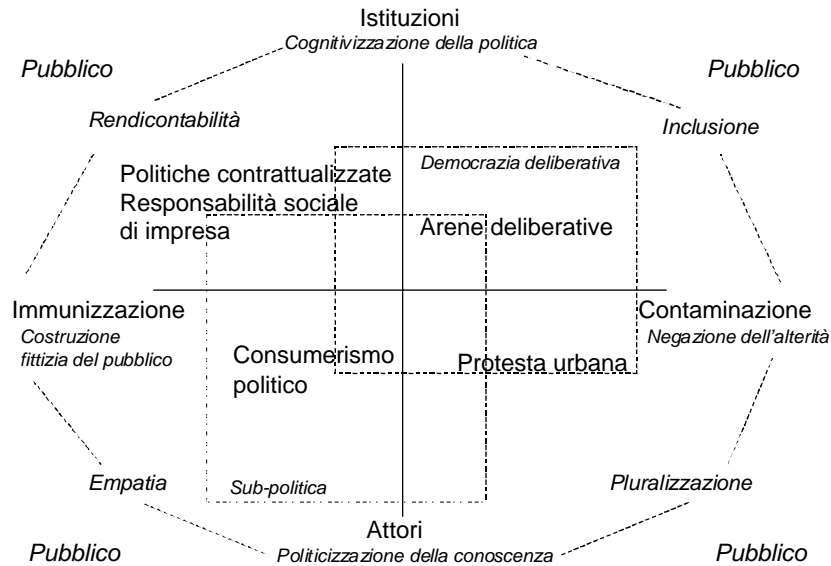 Istituzioni
Cognitivizzazione della politica
Pubblico
Pubblico
Rendicontabilità
Inclusione
Politiche contrattualizzate
Responsabilità sociale
di impresa
Democrazia deliberativa
Arene deliberative
Immunizzazione
Costruzione
fittizia del pubblico
Contaminazione
Negazione dell'alterità
Consumerismo
politico
Protesta urbana
Empatia
Sub-politica
Pluralizzazione
Attori
Politicizzazione della conoscenza
Pubblico
Pubblico